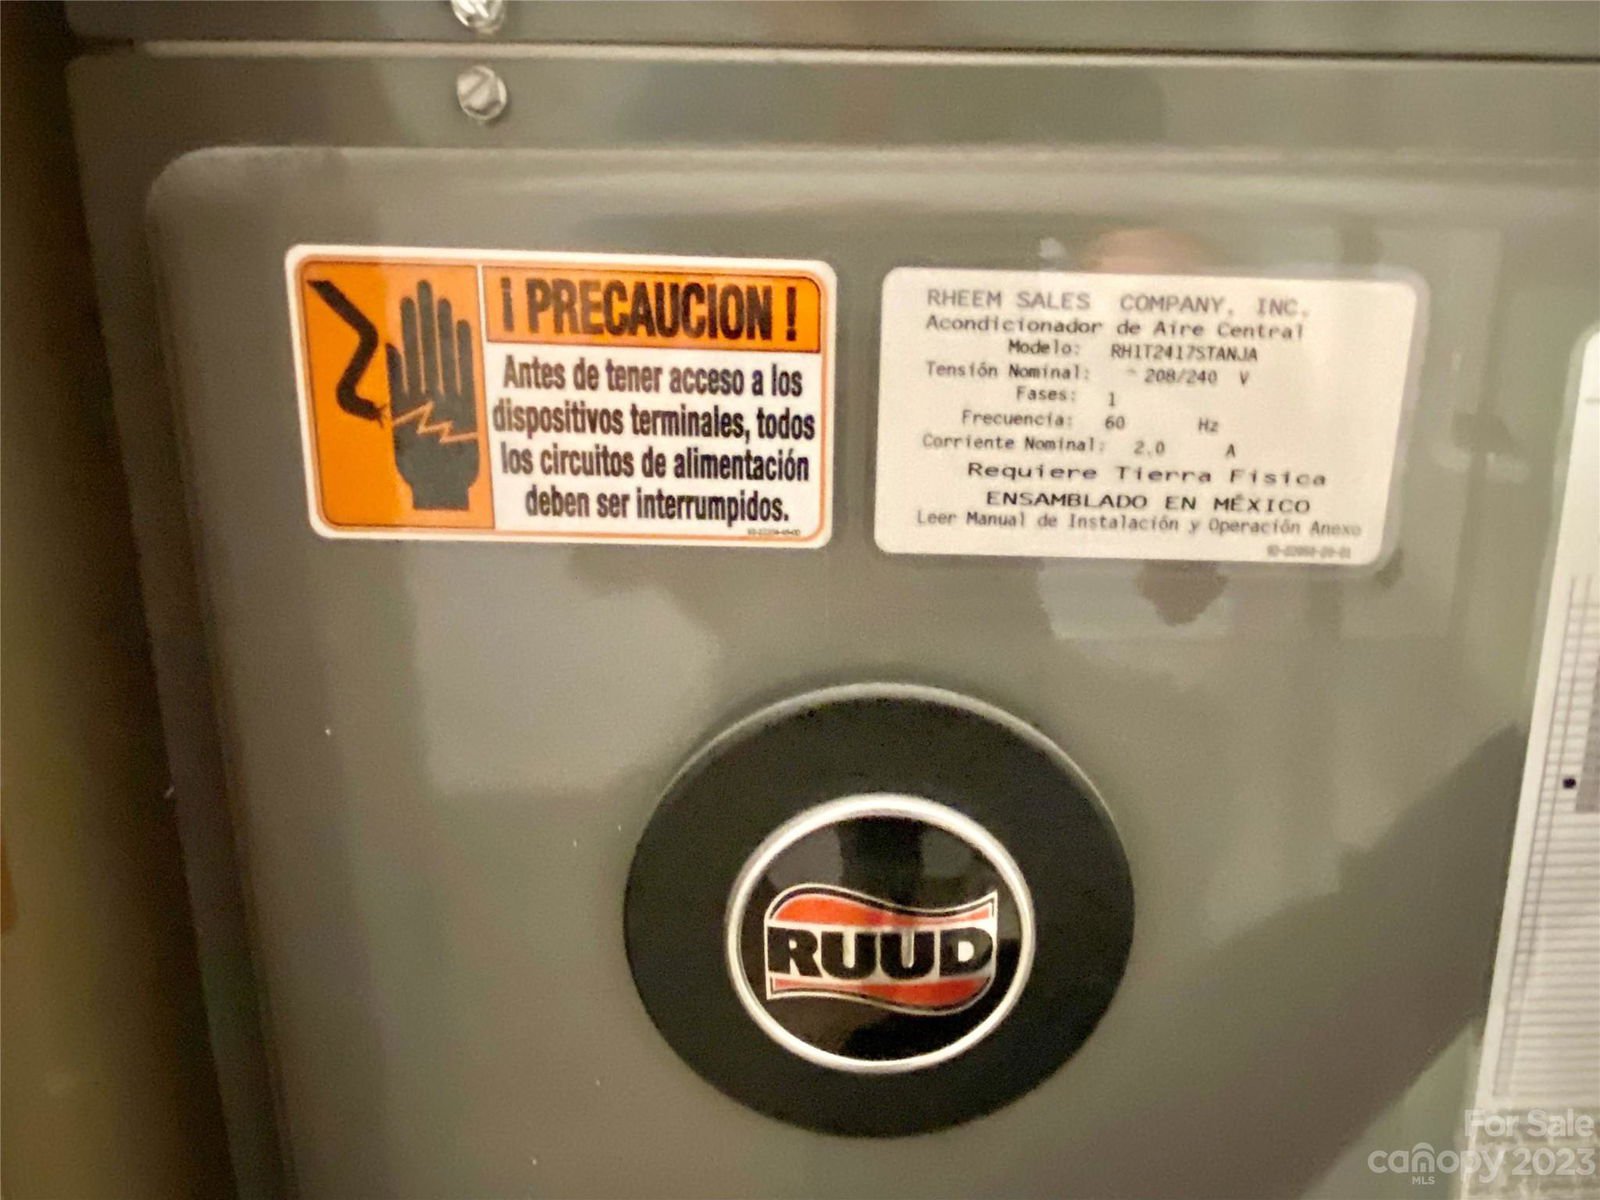 ¡ PRECAUCION !
Antes de tener acceso a los
dispositivos terminales, todos
los circuitos de alimentación
deben ser interrumpidos.
RHEEM SALES COMPANY, INC.
Acondicionador de Aire Central
Modelo: RH1T2417STANJA
Tensión Nominal: ~ 208/240 V
Fases: 1
Frecuencia: 60 Hz
Corriente Nominal: 2.0 A
Requiere Tierra Física
ENSAMBLADO EN MÉXICO
Leer Manual de Instalación y Operación Anexo
RUUD
For Sale
canopy 2023
MLS